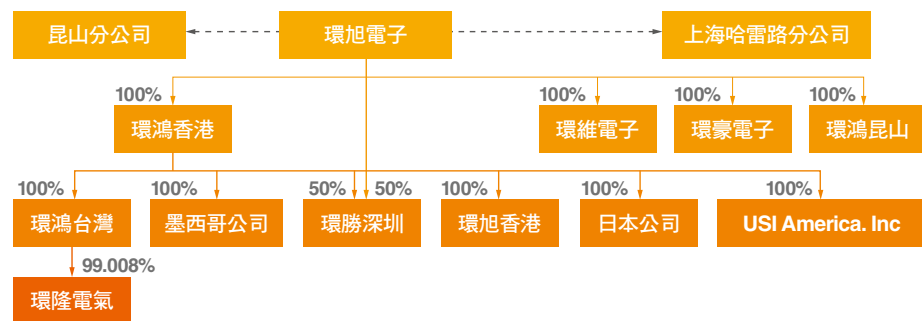 昆山分公司
環旭電子
上海哈雷路分公司
100%
100%
100%
100%
環鴻香港
環維電子
環豪電子
環鴻昆山
100%
100%
50%
50%
100%
100%
100%
環鴻台灣
墨西哥公司
環勝深圳
環旭香港
日本公司
USI America. Inc
99.008%
環隆電氣